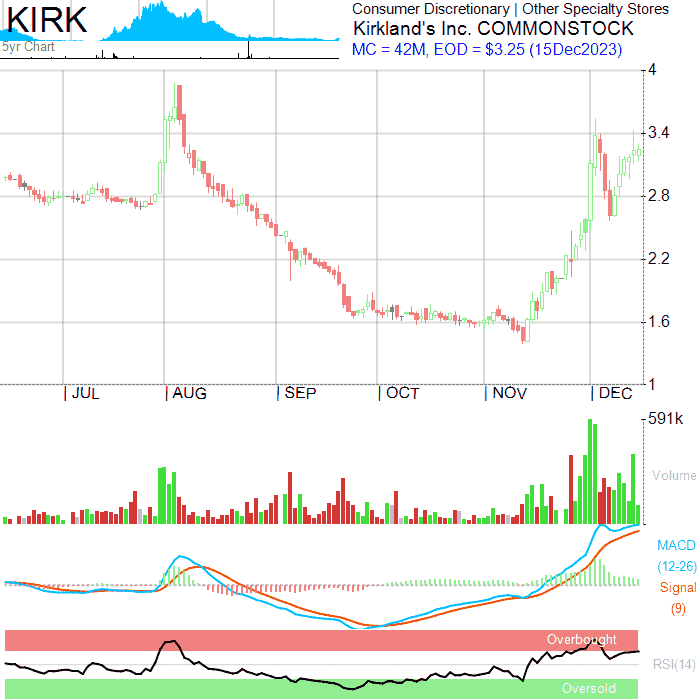 KIRK
5yr Chart
Consumer Discretionary | Other Specialty Stores
Kirkland's Inc. COMMONSTOCK
MC = 42M, EOD = $3.25 (15Dec2023)
4
3.4
2.8
2.2
1.6
1
JUL AUG SEP OCT NOV DEC
591k
Volume
MACD
(12-26)
Signal
(9)
Overbought
RSI(14)
Oversold